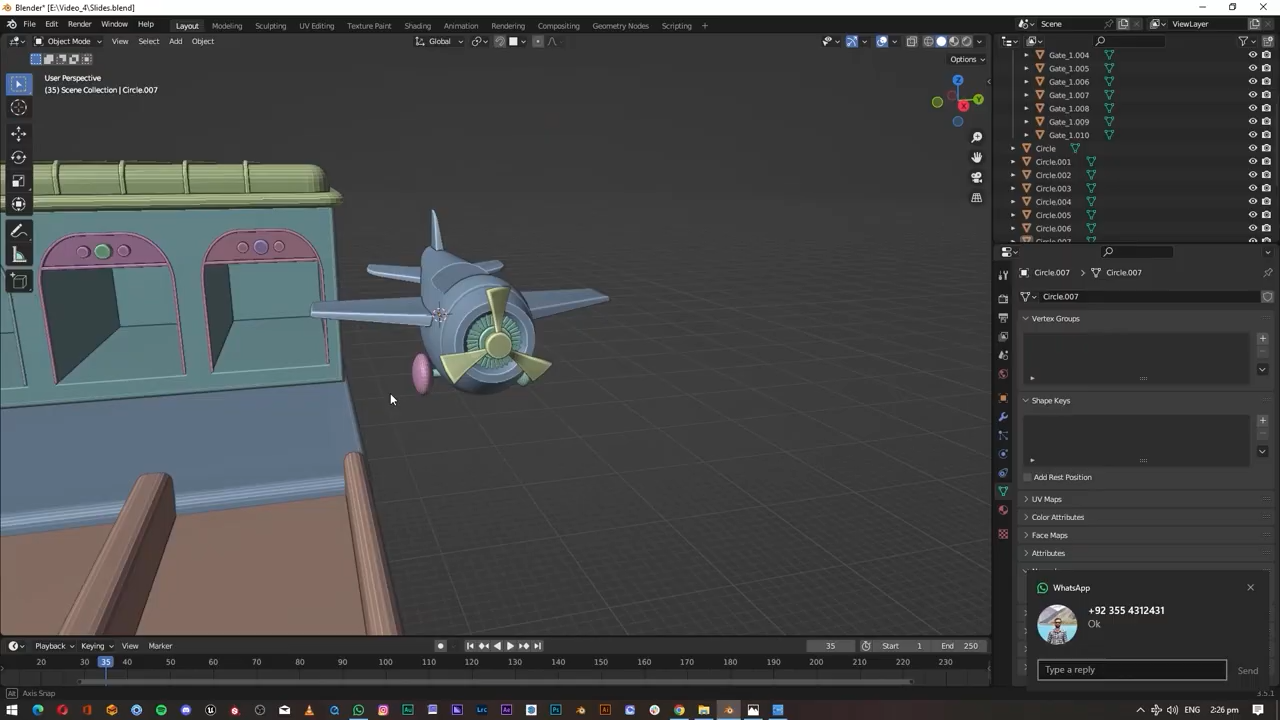 Blender* [E:\Video_4\Slides.blend]
File Edit Render Window Help
Layout Modeling Sculpting UV Editing Texture Paint Shading Animation Rendering Compositing Geometry Nodes Scripting +
Scene
ViewLayer
Object Mode View Select Add Object
Global
Options
User Perspective
(35) Scene Collection | Circle.007
Z
Y
X
Gate_1.004
Gate_1.005
Gate_1.006
Gate_1.007
Gate_1.008
Gate_1.009
Gate_1.010
Circle
Circle.001
Circle.002
Circle.003
Circle.004
Circle.005
Circle.006
Circle.007
Circle.007 > Circle.007
Circle.007
Vertex Groups
Shape Keys
Add Rest Position
UV Maps
Color Attributes
Face Maps
Attributes
WhatsApp
+92 355 4312431
Ok
Type a reply
Send
Playback Keying View Marker
35 Start 1 End 250
20 35 40 50 60 70 80 90 100 110 120 130 140 150 160 170 180 190 200 210 220 230
Alt Axis Snap
3.5.1
ENG 2:26 pm